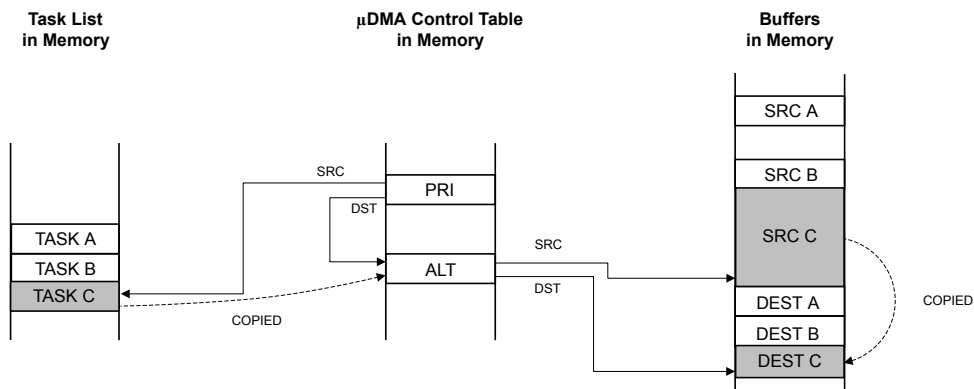 Task List
in Memory
µDMA Control Table
in Memory
Buffers
in Memory
SRC A
SRC B
SRC
PRI
DST
SRC C
TASK A
TASK B
TASK C
ALT
SRC
DST
COPIED
DEST A
DEST B
DEST C
COPIED